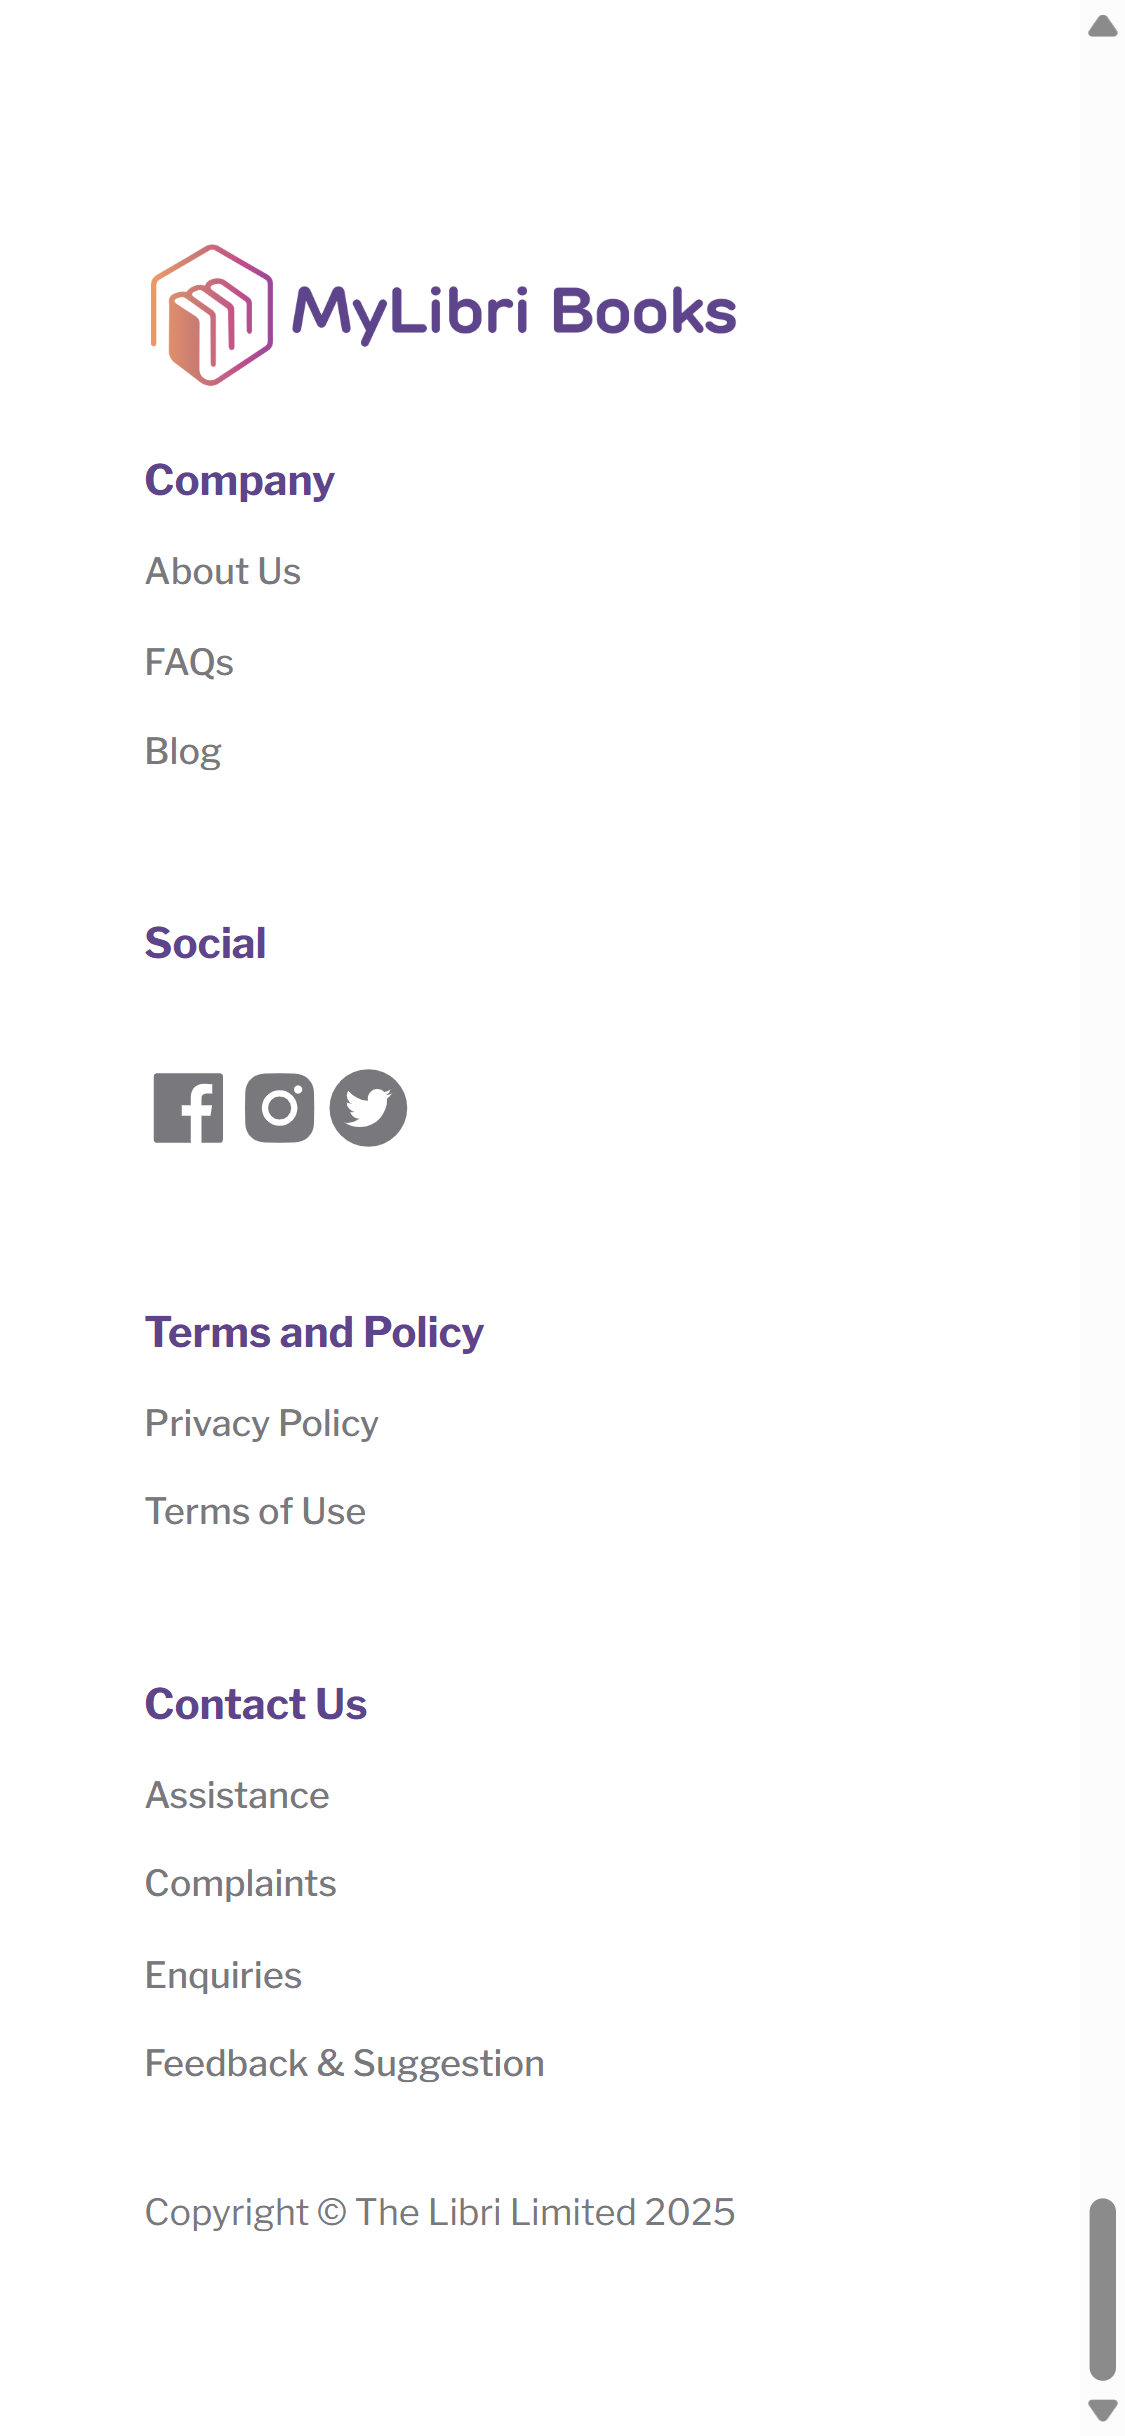 MyLibri Books
Company
About Us
FAQs
Blog
Social
Terms and Policy
Privacy Policy
Terms of Use
Contact Us
Assistance
Complaints
Enquiries
Feedback & Suggestion
Copyright © The Libri Limited 2025